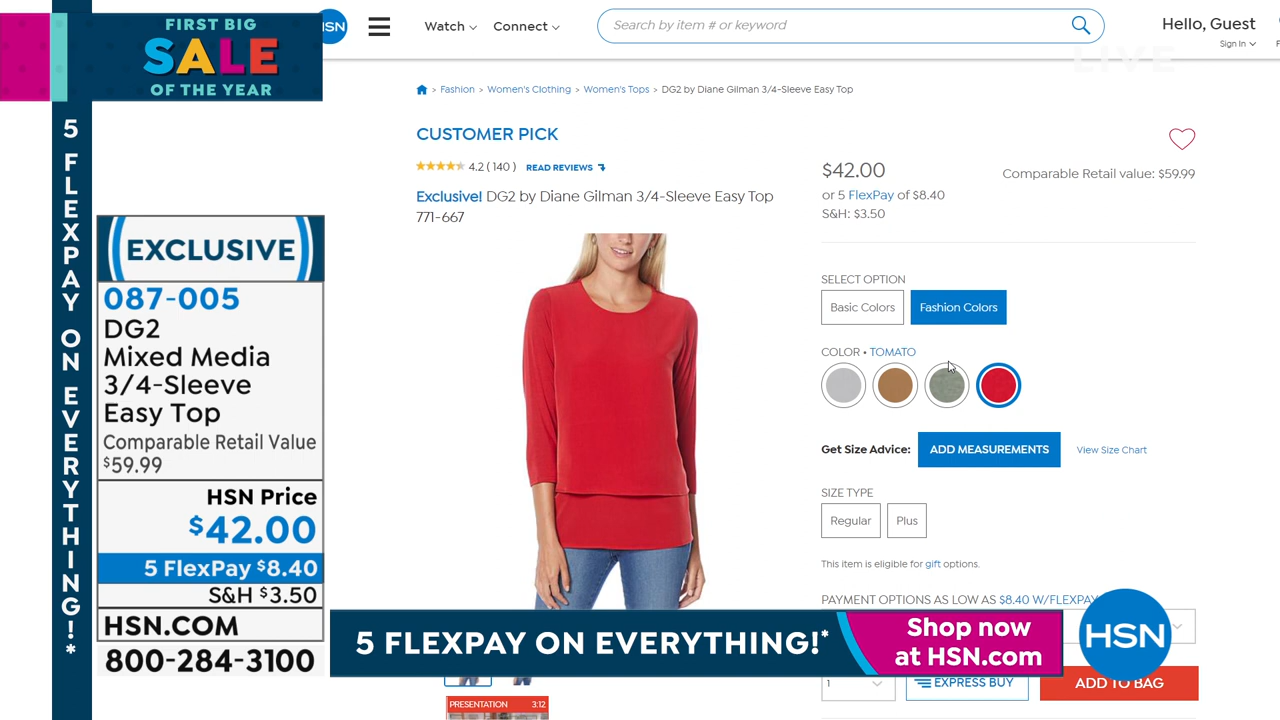 FIRST BIG
SALE
OF THE YEAR
5 FLEXPAY ON EVERYTHING!*
EXCLUSIVE
087-005
DG2
Mixed Media
3/4-Sleeve
Easy Top
Comparable Retail Value
$59.99
HSN Price
$42.00
5 FlexPay $8.40
S&H $3.50
HSN.COM
800-284-3100
HSN
Watch
Connect
Search by item # or keyword
Hello, Guest
Sign In
LIVE
> Fashion > Women's Clothing > Women's Tops > DG2 by Diane Gilman 3/4-Sleeve Easy Top
CUSTOMER PICK
4.2 ( 140 ) READ REVIEWS
Exclusive! DG2 by Diane Gilman 3/4-Sleeve Easy Top
771-667
$42.00
Comparable Retail value: $59.99
or 5 FlexPay of $8.40
S&H: $3.50
SELECT OPTION
Basic Colors
Fashion Colors
COLOR • TOMATO
Get Size Advice:
ADD MEASUREMENTS
View Size Chart
SIZE TYPE
Regular
Plus
This item is eligible for gift options.
PAYMENT OPTIONS AS LOW AS $8.40 W/FLEXPAY
5 FLEXPAY ON EVERYTHING!*
Shop now
at HSN.com
HSN
1
EXPRESS BUY
ADD TO BAG
PRESENTATION 3:12